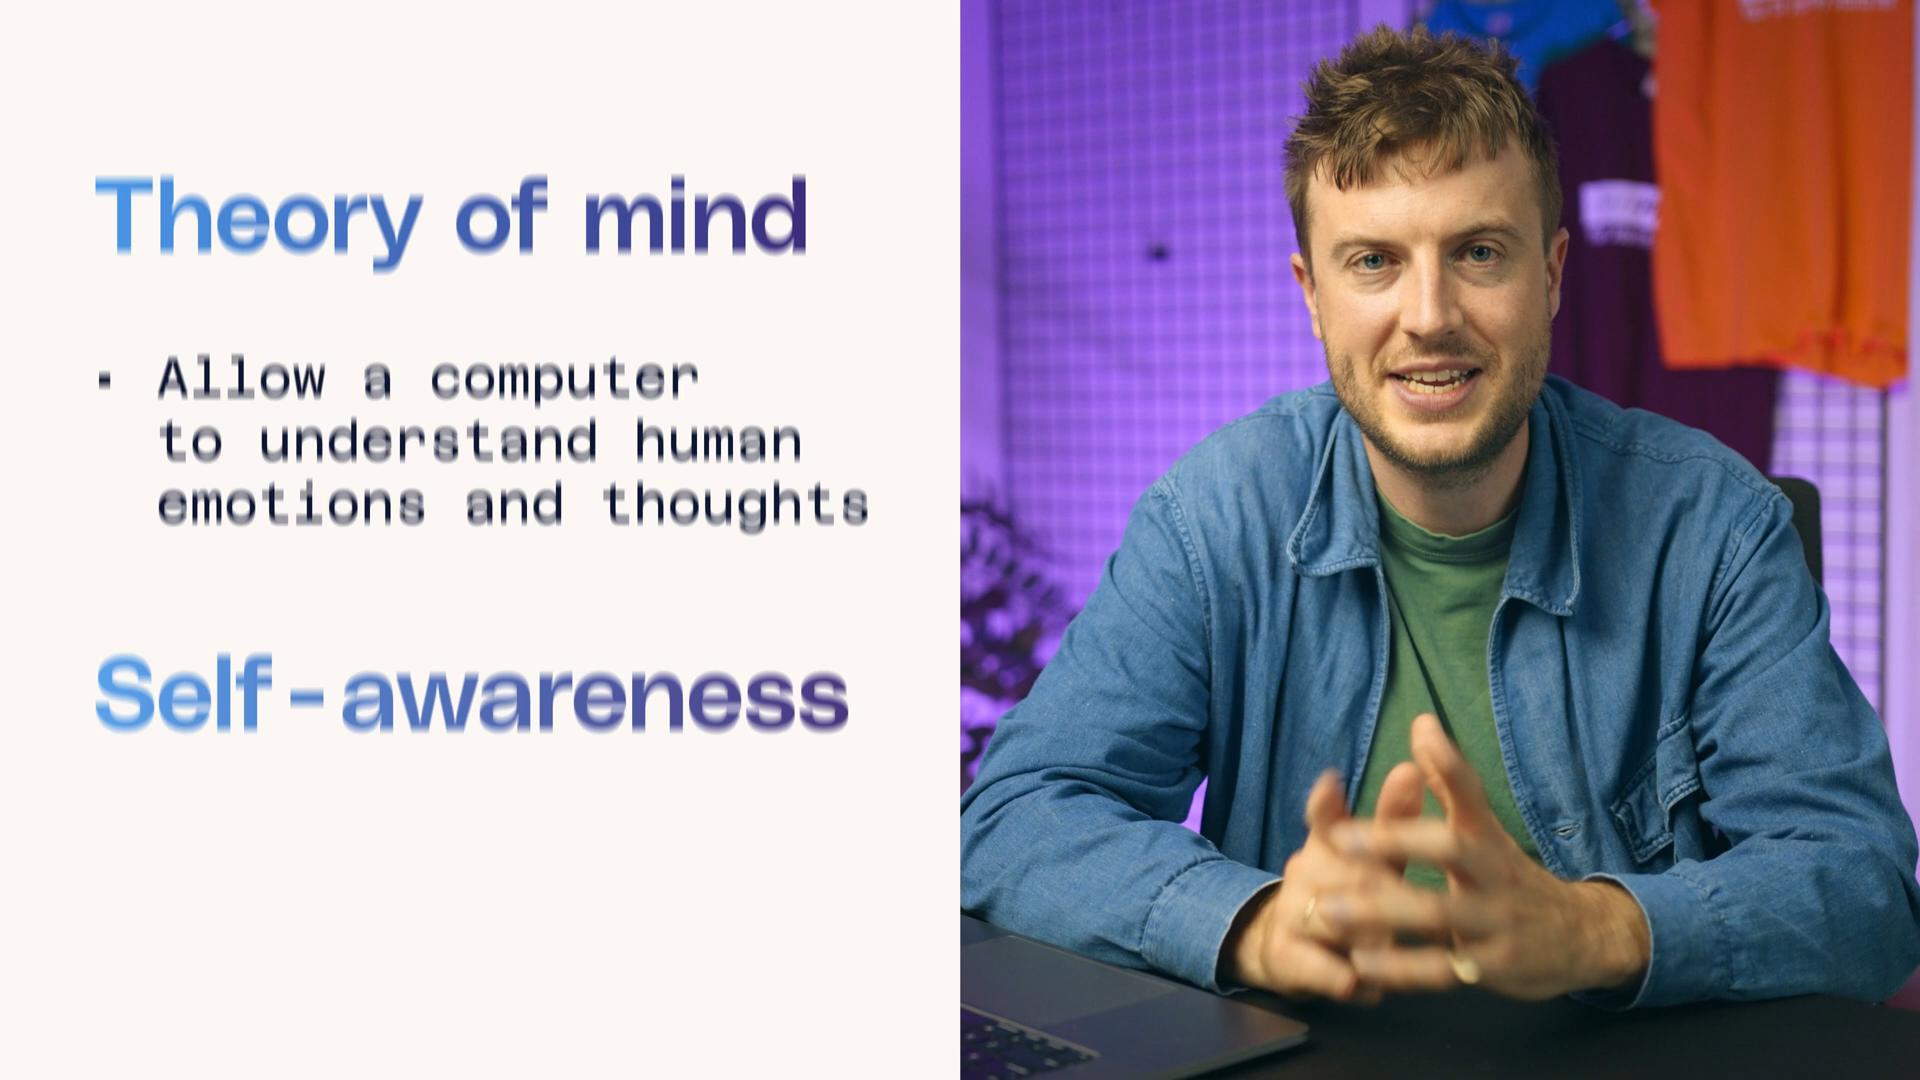 Theory of mind
▪ Allow a computer
to understand human
emotions and thoughts
Self-awareness